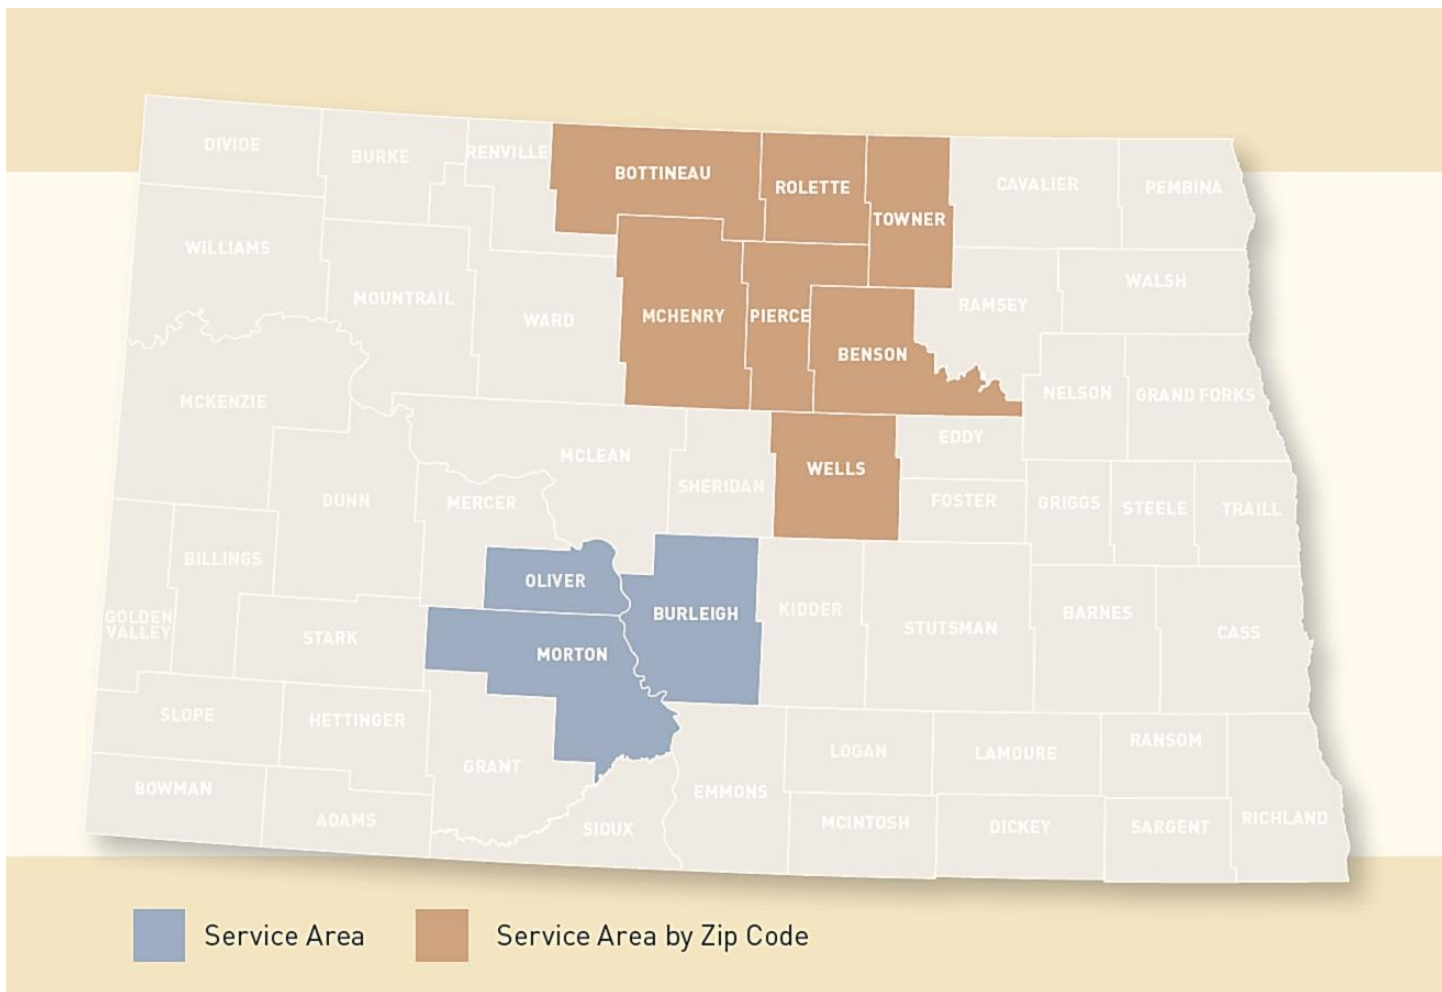 DIVIDE
BURKE
RENVILLE
BOTTINEAU
ROLETTE
TOWNER
CAVALIER
PEMBINA
WILLIAMS
MOUNTRAIL
WARD
MCHENRY
PIERCE
BENSON
RAMSEY
WALSH
MCKENZIE
NELSON
GRAND FORKS
DUNN
MERCER
MCLEAN
SHERIDAN
WELLS
EDDY
FOSTER
GRIGGS
STEELE
TRAILL
GOLDEN
VALLEY
BILLINGS
STARK
OLIVER
MORTON
BURLEIGH
KIDDER
STUTSMAN
BARNES
CASS
SLOPE
HETTINGER
GRANT
BOWMAN
ADAMS
SIOUX
EMMONS
LOGAN
LAMOURE
RANSOM
MCINTOSH
DICKEY
SARGENT
RICHLAND
Service Area
Service Area by Zip Code